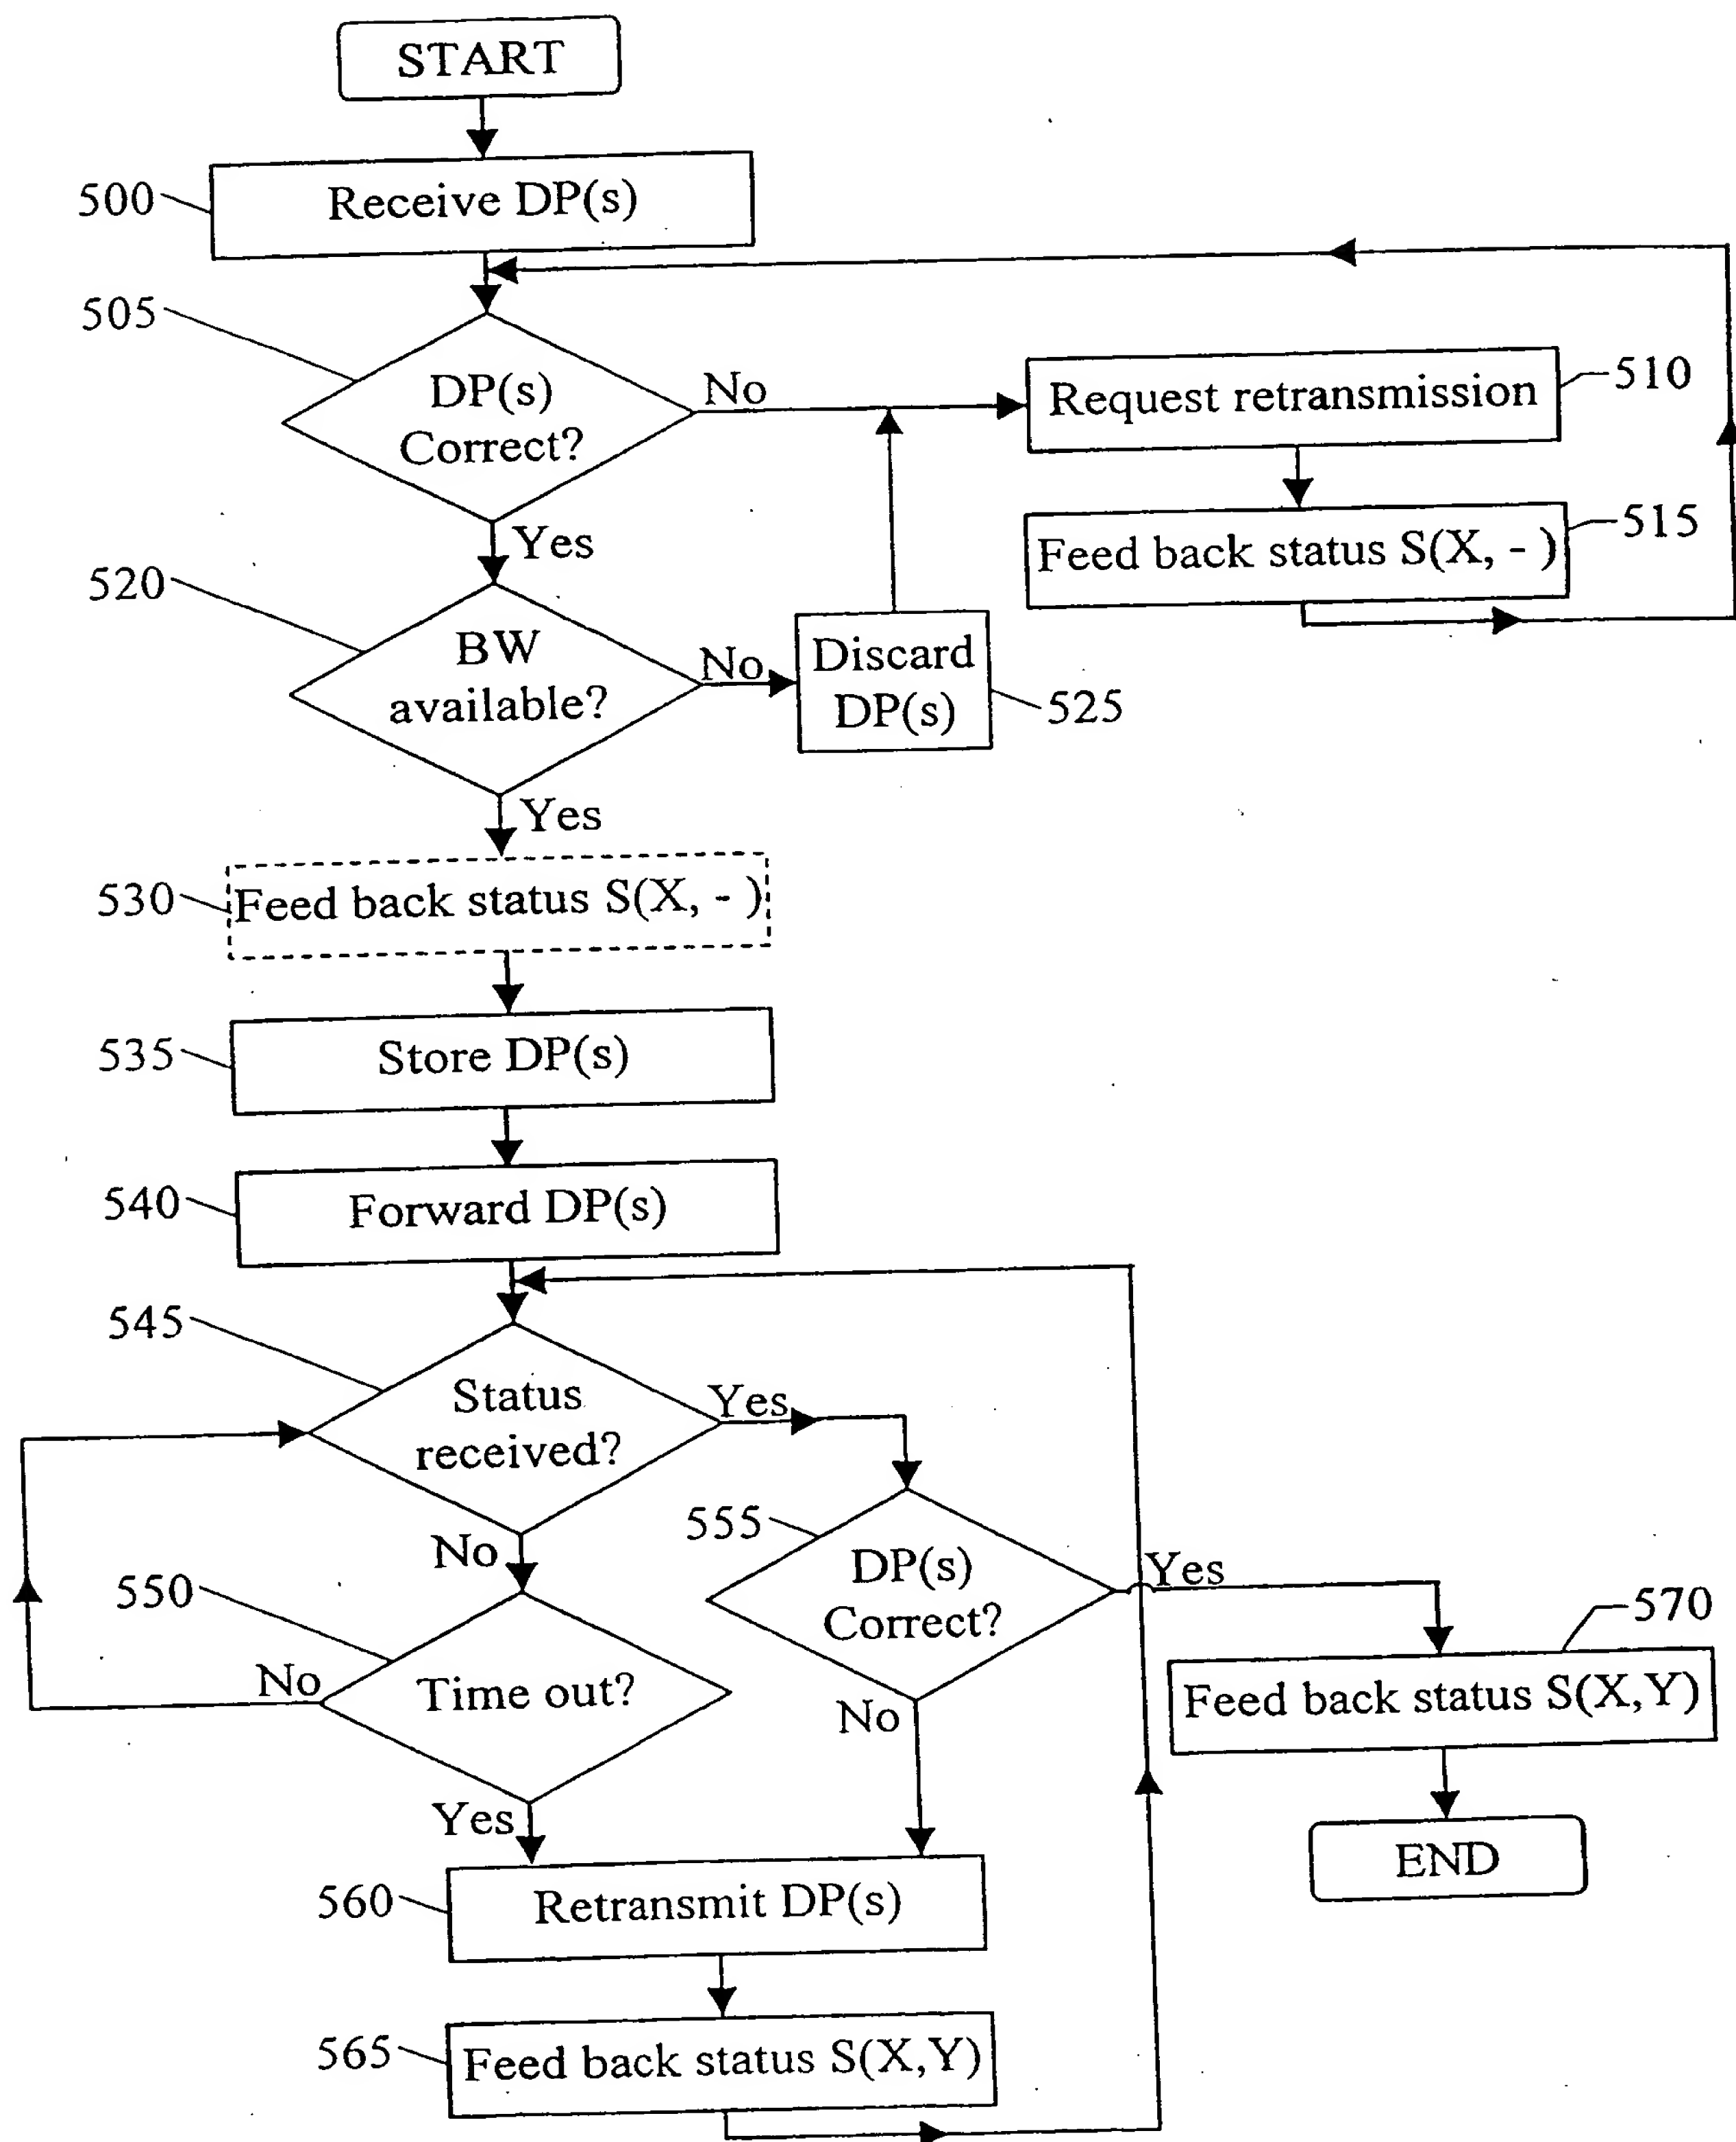 START
500
Receive DP(s)
505
DP(s)
Correct?
No
Request retransmission
510
Yes
Feed back status S(X, - )
515
520
BW
available?
No
Discard
DP(s)
525
Yes
530
Feed back status S(X, - )
535
Store DP(s)
540
Forward DP(s)
545
Status
received?
Yes
No
555
DP(s)
Correct?
Yes
550
Time out?
No
No
570
Feed back status S(X,Y)
Yes
END
560
Retransmit DP(s)
565
Feed back status S(X,Y)